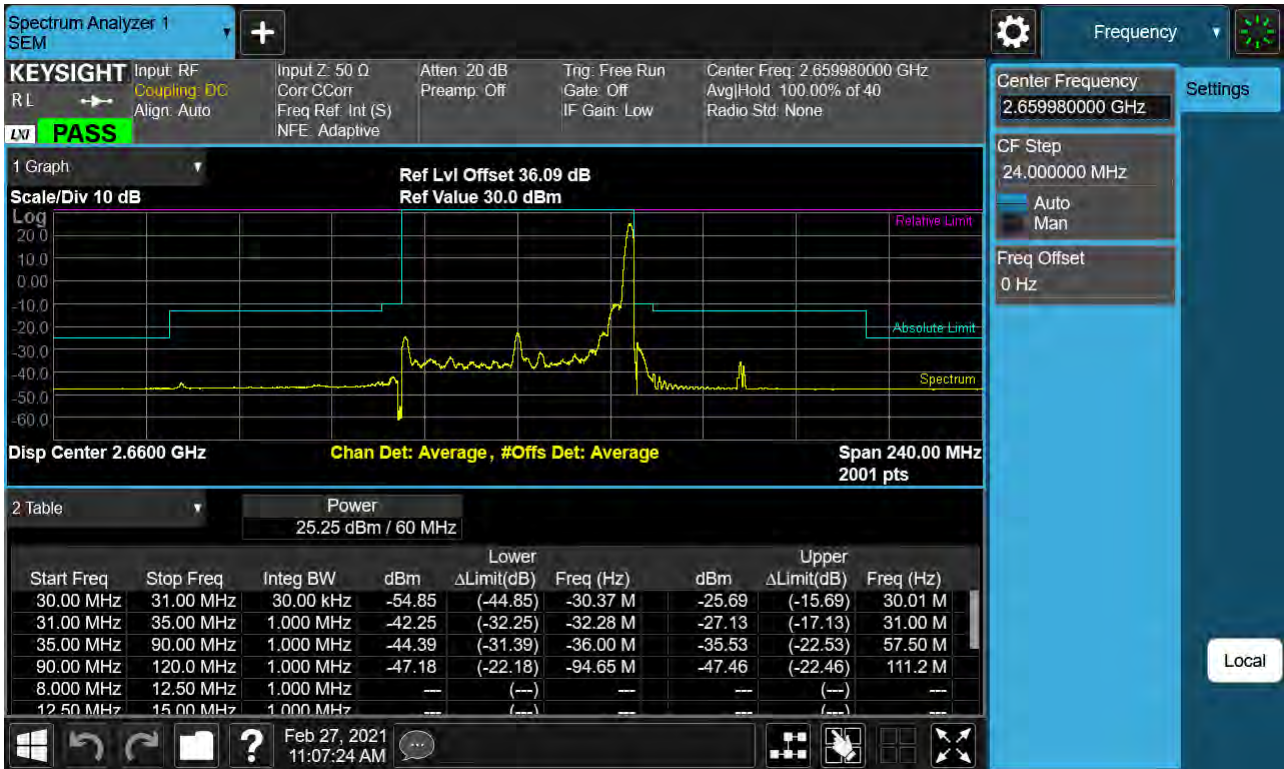 Spectrum Analyzer 1
SEM
Frequency
KEYSIGHT
R L
LXI
PASS
Input: RF
Coupling: DC
Align: Auto
Input Z: 50 Ω
Corr CCorr
Freq Ref: Int (S)
NFE: Adaptive
Atten: 20 dB
Preamp: Off
Trig: Free Run
Gate: Off
IF Gain: Low
Center Freq: 2.659980000 GHz
Avg|Hold: 100.00% of 40
Radio Std: None
Center Frequency
2.659980000 GHz
Settings
CF Step
24.000000 MHz
Auto
Man
Freq Offset
0 Hz
Local
1 Graph
Ref Lvl Offset 36.09 dB
Scale/Div 10 dB
Ref Value 30.0 dBm
Log
20.0
10.0
0.00
-10.0
-20.0
-30.0
-40.0
-50.0
-60.0
Relative Limit
Absolute Limit
Spectrum
Disp Center 2.6600 GHz
Chan Det: Average , #Offs Det: Average
Span 240.00 MHz
2001 pts
2 Table
Power
25.25 dBm / 60 MHz
Lower Upper
Start Freq Stop Freq Integ BW dBm ΔLimit(dB) Freq (Hz) dBm ΔLimit(dB) Freq (Hz)
30.00 MHz 31.00 MHz 30.00 kHz -54.85 (-44.85) -30.37 M -25.69 (-15.69) 30.01 M
31.00 MHz 35.00 MHz 1.000 MHz -42.25 (-32.25) -32.28 M -27.13 (-17.13) 31.00 M
35.00 MHz 90.00 MHz 1.000 MHz -44.39 (-31.39) -36.00 M -35.53 (-22.53) 57.50 M
90.00 MHz 120.0 MHz 1.000 MHz -47.18 (-22.18) -94.65 M -47.46 (-22.46) 111.2 M
8.000 MHz 12.50 MHz 1.000 MHz --- (---) --- --- (---) ---
12.50 MHz 15.00 MHz 1.000 MHz --- (---) --- --- (---) ---
?
Feb 27, 2021
11:07:24 AM